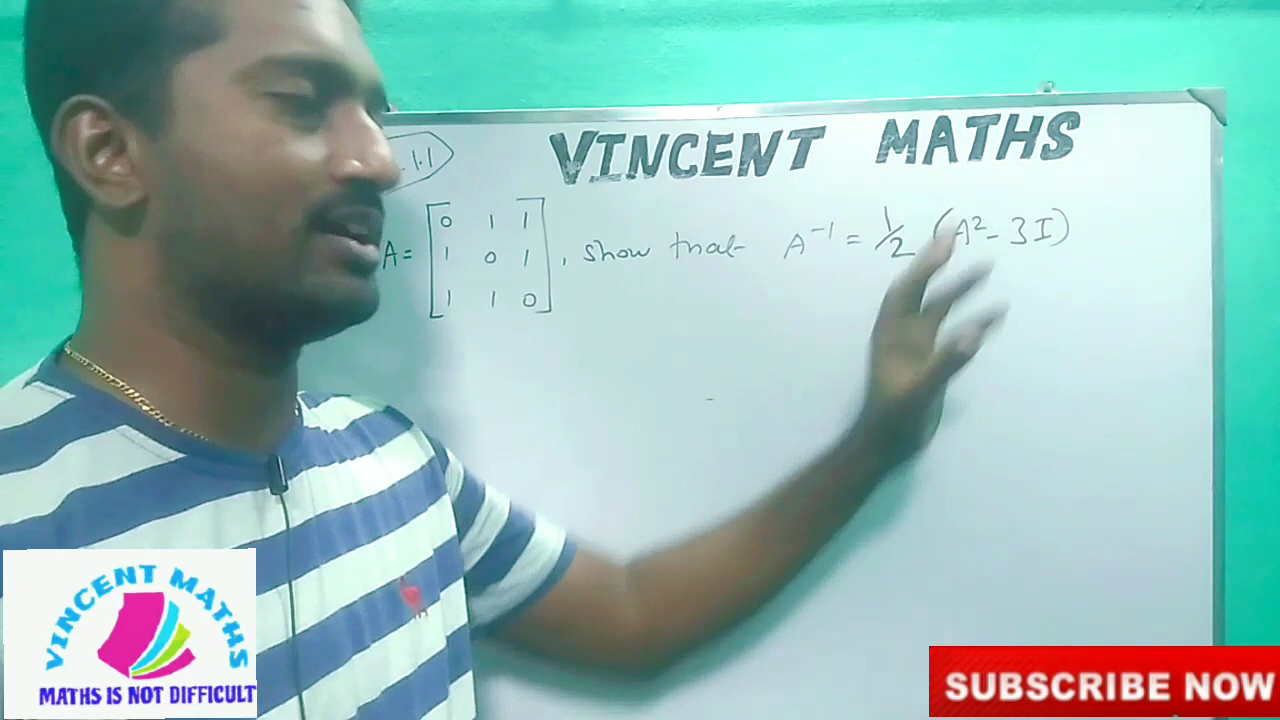 VINCENT MATHS
.1.1
A = [0 1 1
1 0 1
1 1 0], show that A⁻¹ = 1/2 (A² - 3I)
VINCENT MATHS
MATHS IS NOT DIFFICULT
SUBSCRIBE NOW